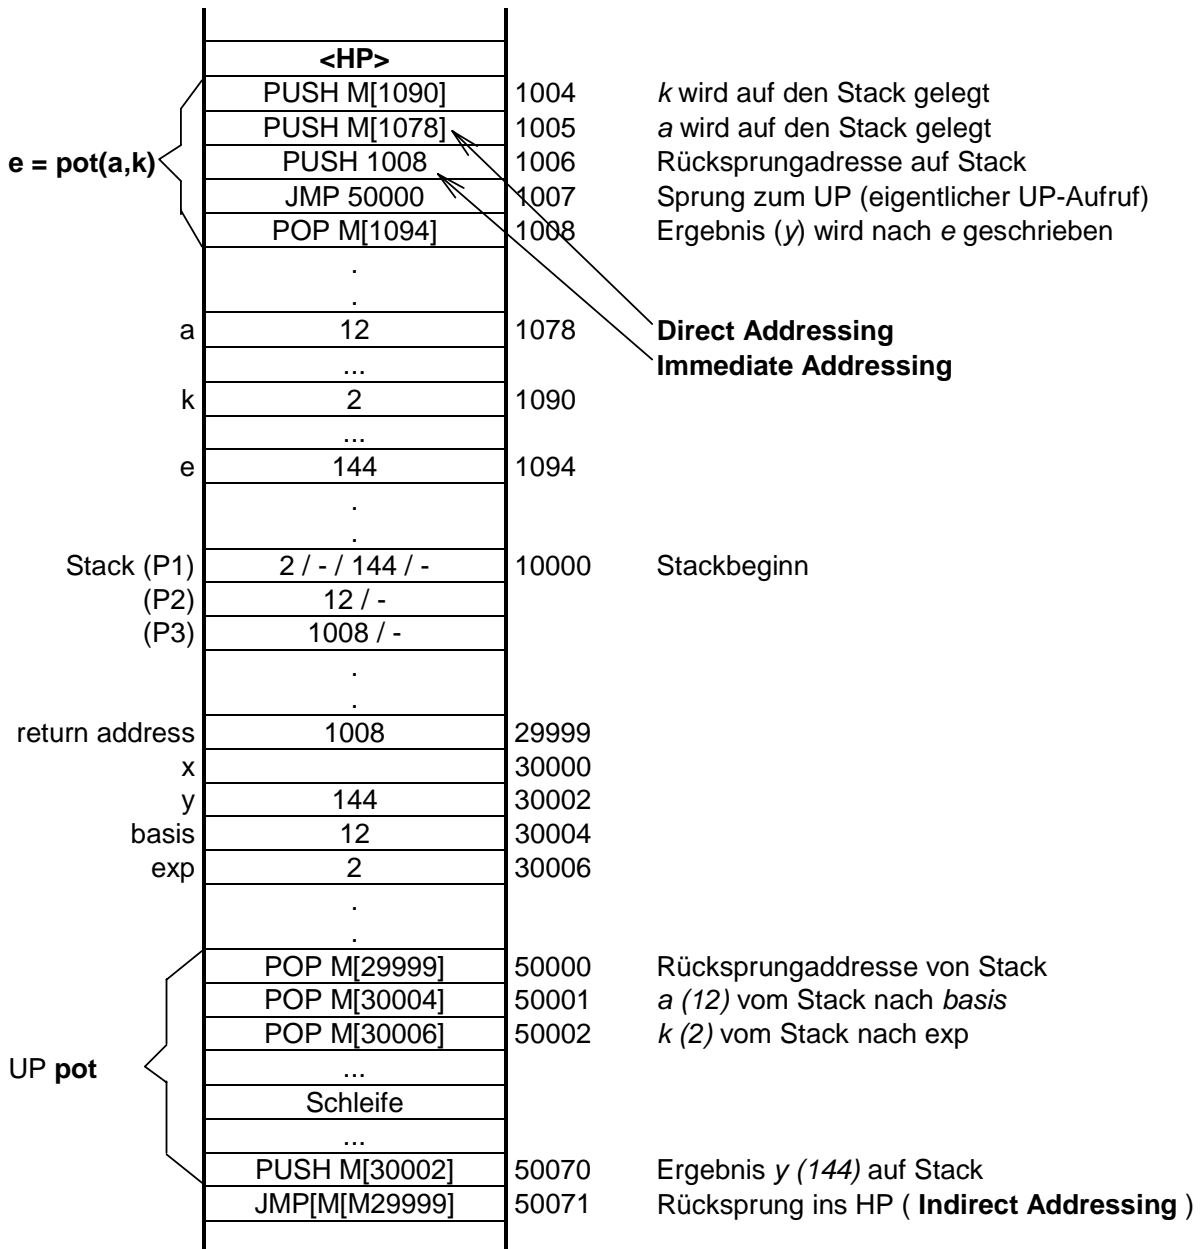 <HP>
PUSH M[1090] 1004 k wird auf den Stack gelegt
PUSH M[1078] 1005 a wird auf den Stack gelegt
e = pot(a,k) PUSH 1008 1006 Rücksprungadresse auf Stack
JMP 50000 1007 Sprung zum UP (eigentlicher UP-Aufruf)
POP M[1094] 1008 Ergebnis (y) wird nach e geschrieben
.
.
a 12 1078 Direct Addressing
... Immediate Addressing
k 2 1090
...
e 144 1094
.
.
Stack (P1) 2 / - / 144 / - 10000 Stackbeginn
(P2) 12 / -
(P3) 1008 / -
.
.
return address 1008 29999
x 30000
y 144 30002
basis 12 30004
exp 2 30006
.
.
POP M[29999] 50000 Rücksprungaddresse von Stack
POP M[30004] 50001 a (12) vom Stack nach basis
POP M[30006] 50002 k (2) vom Stack nach exp
UP pot ...
Schleife
...
PUSH M[30002] 50070 Ergebnis y (144) auf Stack
JMP[M[M29999] 50071 Rücksprung ins HP ( Indirect Addressing )